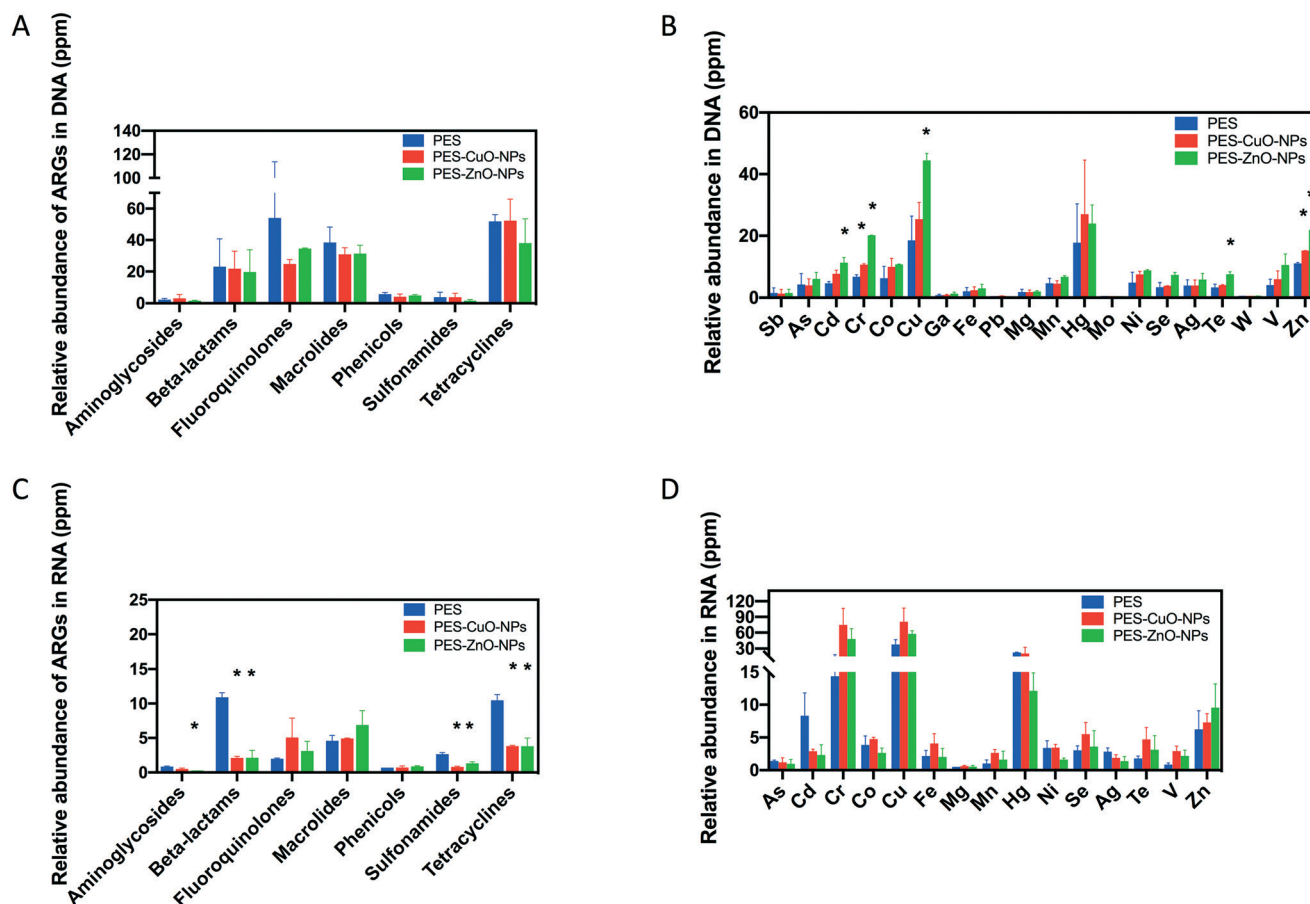 A
Relative abundance of ARGs in DNA (ppm)
140
120
100
60
40
20
0
PES
PES-CuO-NPs
PES-ZnO-NPs
Aminoglycosides
Beta-lactams
Fluoroquinolones
Macrolides
Phenicols
Sulfonamides
Tetracyclines
B
Relative abundance in DNA (ppm)
60
40
20
0
PES
PES-CuO-NPs
PES-ZnO-NPs
* * * * * * *
Sb As Cd Cr Co Cu Ga Fe Pb Mg Mn Hg Mo Ni Se Ag Te W V Zn
C
Relative abundance of ARGs in RNA (ppm)
25
20
15
10
5
0
PES
PES-CuO-NPs
PES-ZnO-NPs
* * * * * * *
Aminoglycosides
Beta-lactams
Fluoroquinolones
Macrolides
Phenicols
Sulfonamides
Tetracyclines
D
Relative abundance in RNA (ppm)
120
90
60
30
15
10
5
0
PES
PES-CuO-NPs
PES-ZnO-NPs
As Cd Cr Co Cu Fe Mg Mn Hg Ni Se Ag Te V Zn